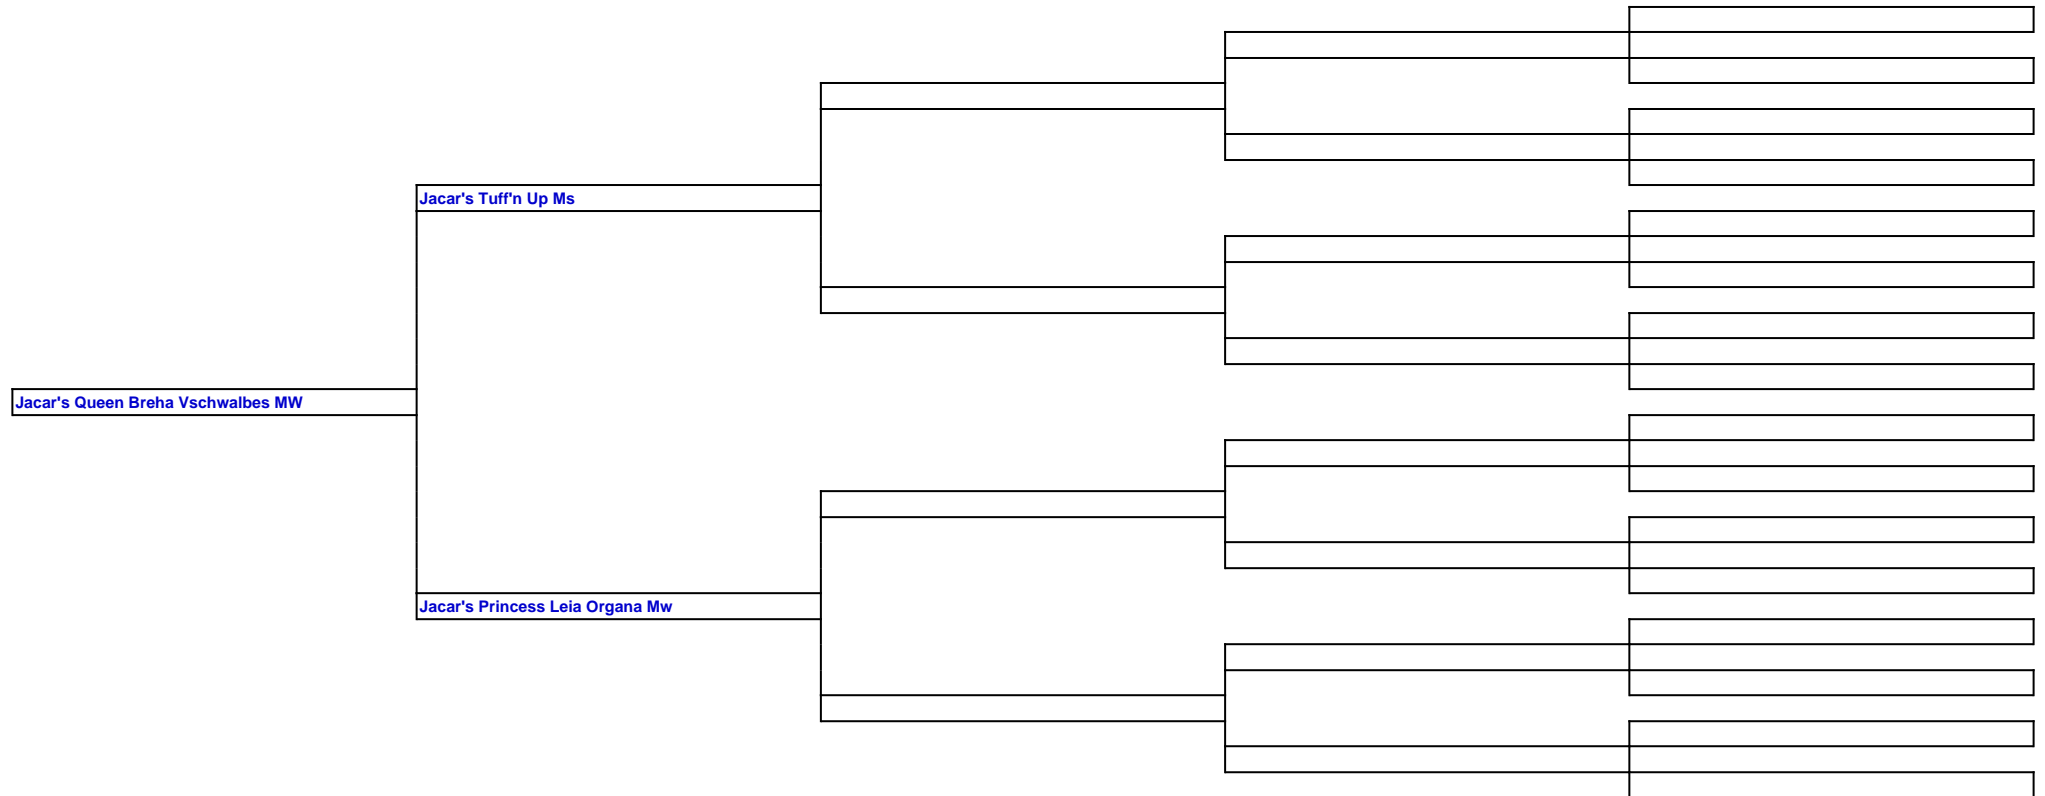 Jacar's Tuff'n Up Ms
Jacar's Queen Breha Vschwalbes MW
Jacar's Princess Leia Organa Mw